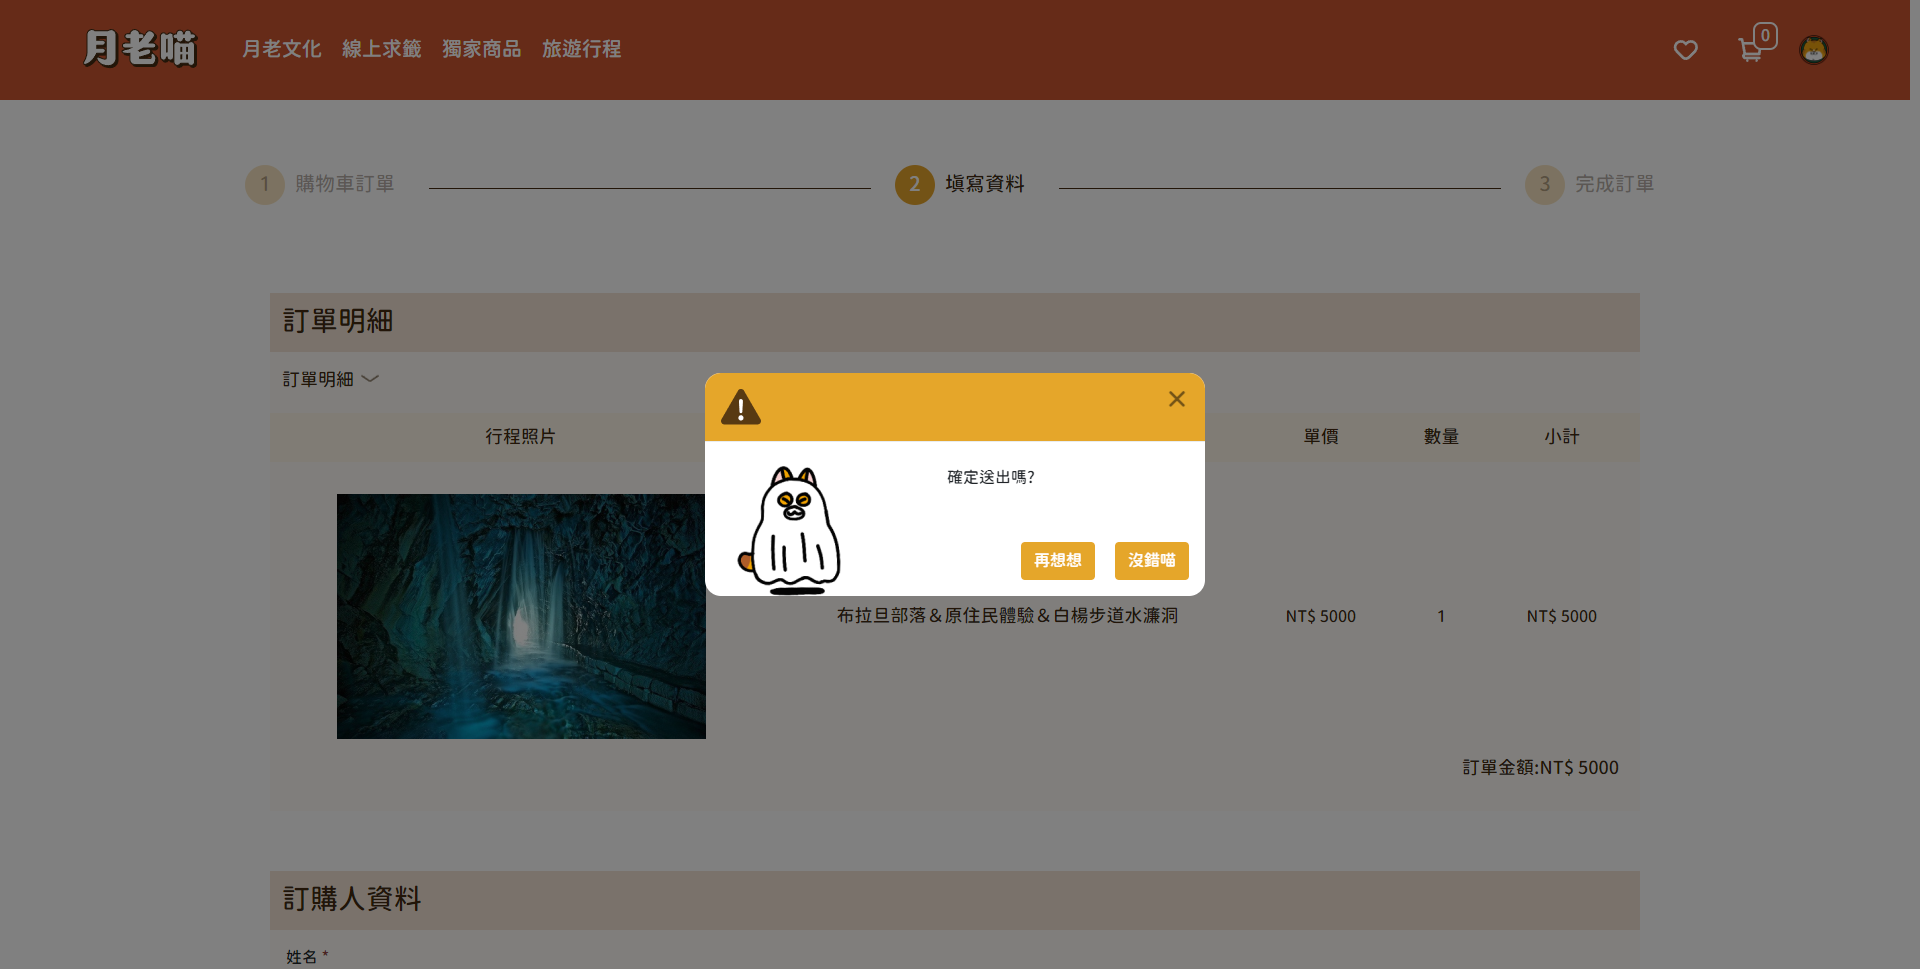 月老喵
月老文化 線上求籤 獨家商品 旅遊行程
0
1 購物車訂單
2 填寫資料
3 完成訂單
訂單明細
訂單明細
行程照片 單價 數量 小計
確定送出嗎?
再想想 沒錯喵
布拉旦部落＆原住民體驗＆白楊步道水濂洞 NT$ 5000 1 NT$ 5000
訂單金額:NT$ 5000
訂購人資料
姓名 *